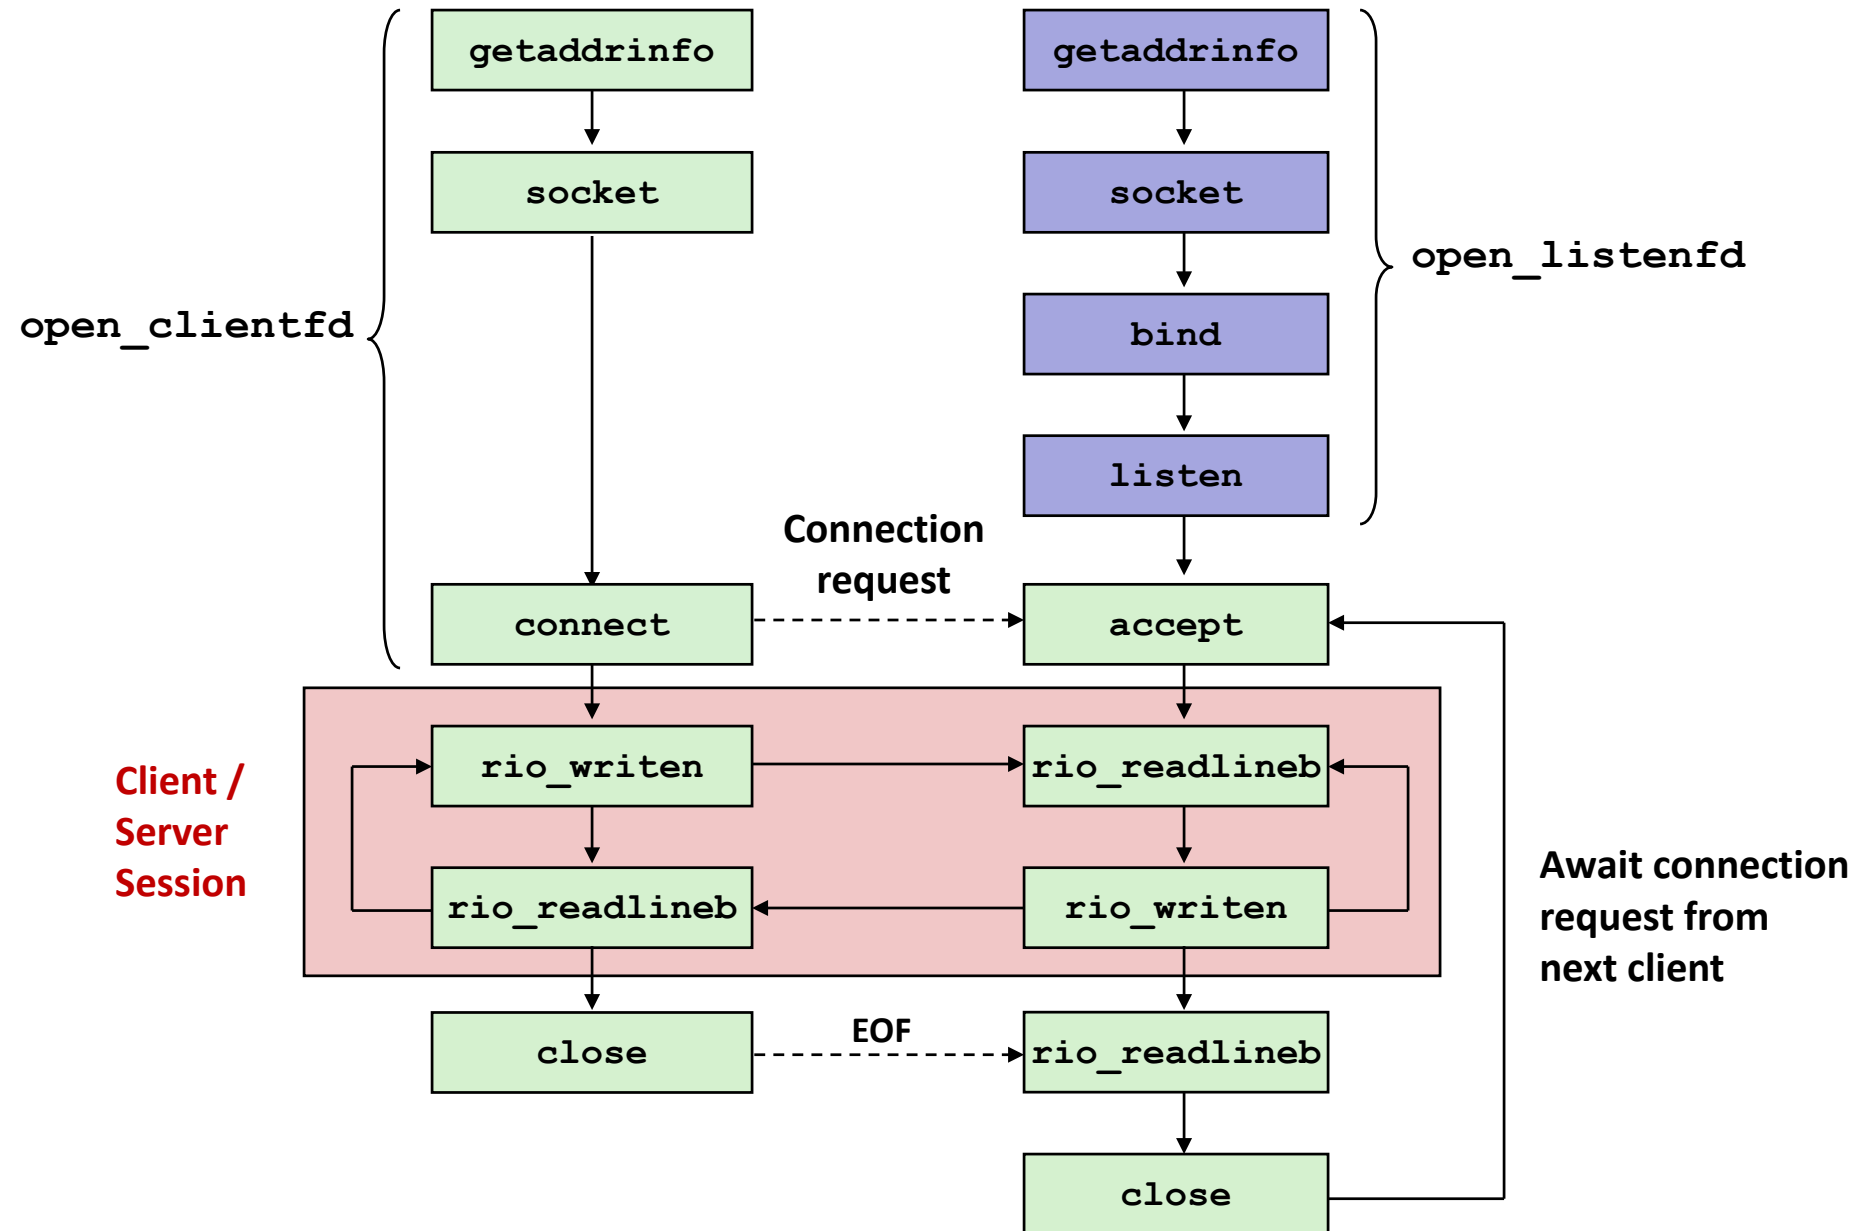 getaddrinfo
getaddrinfo
socket
socket
open_listenfd
open_clientfd
bind
listen
Connection
request
connect
accept
Client /
Server
Session
rio_writen
rio_readlineb
rio_readlineb
rio_writen
Await connection
request from
next client
close
EOF
rio_readlineb
close